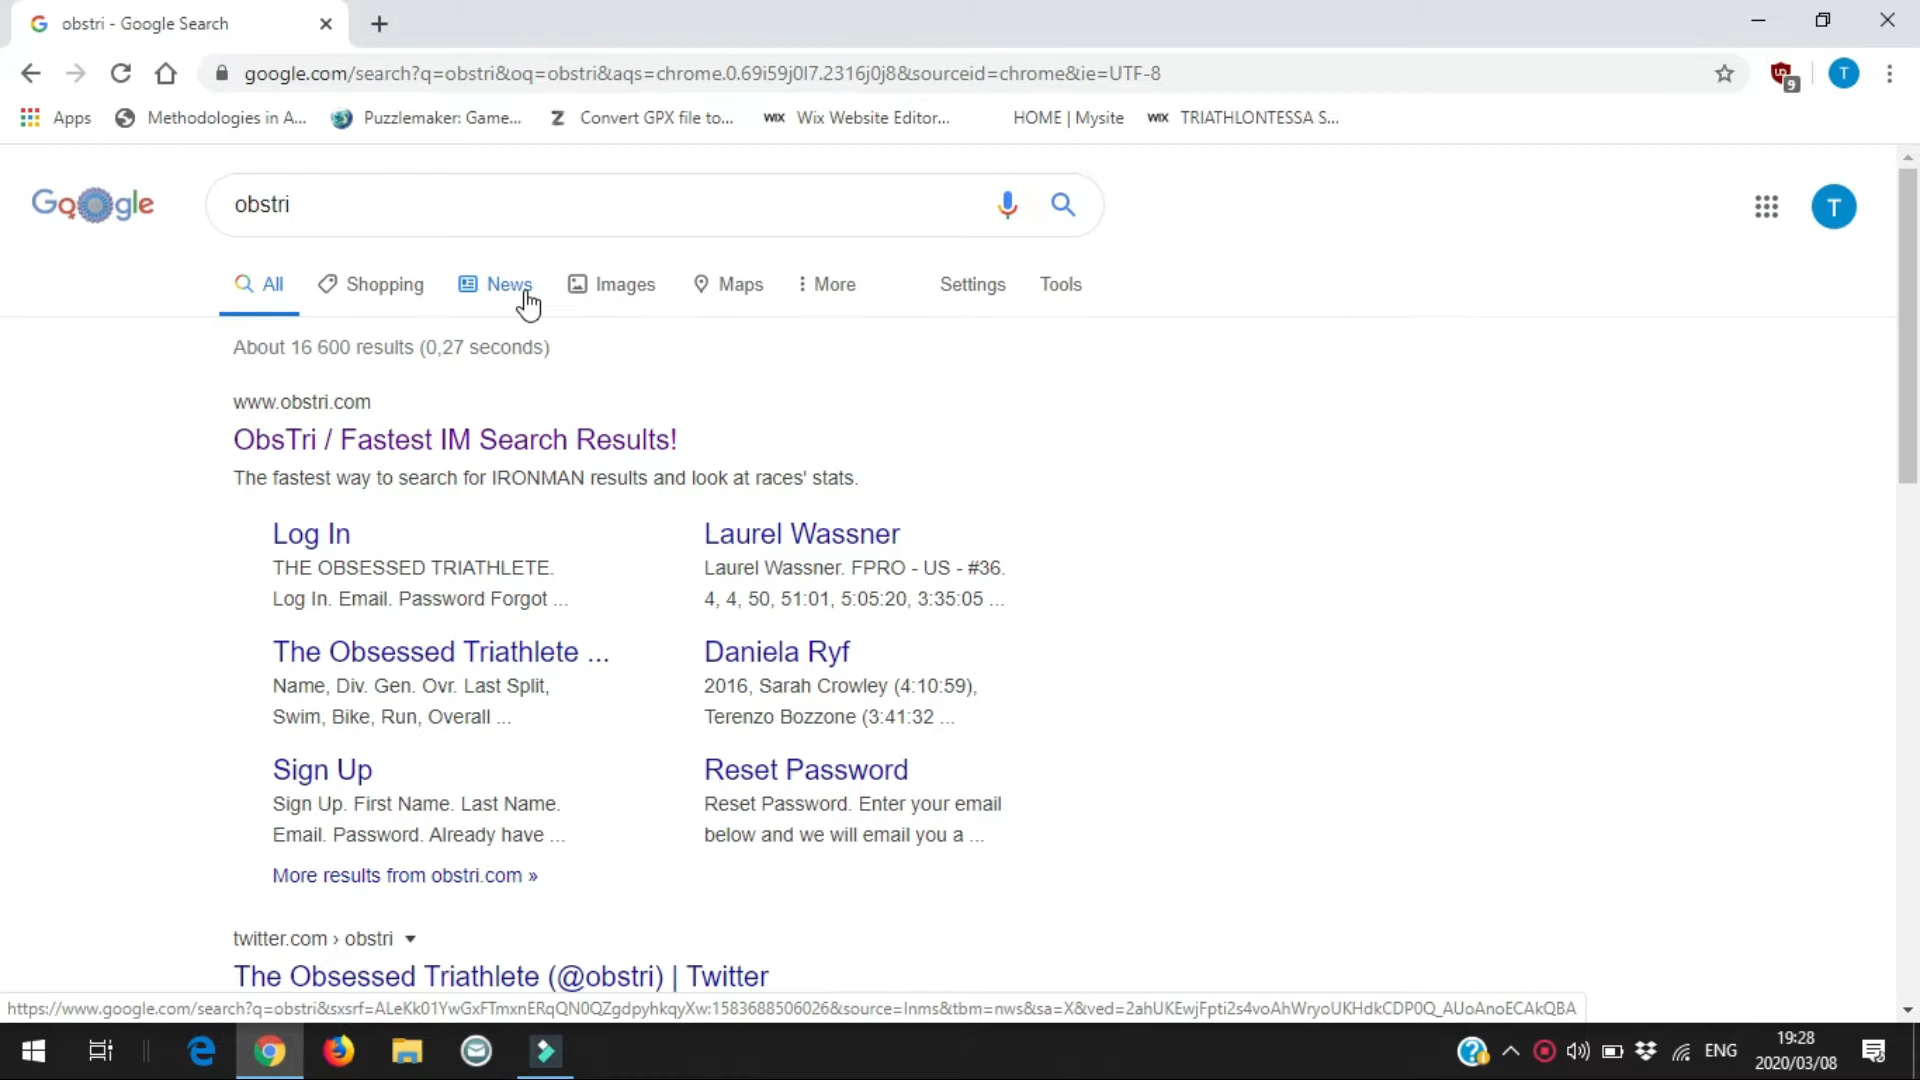 obstri - Google Search
google.com/search?q=obstri&oq=obstri&aqs=chrome.0.69i59j0l7.2316j0j8&sourceid=chrome&ie=UTF-8
9
T
Apps
Methodologies in A...
Puzzlemaker: Game...
Z Convert GPX file to...
WIX Wix Website Editor...
HOME | Mysite
WIX TRIATHLONTESSA S...
Google
obstri
T
All
Shopping
News
Images
Maps
More
Settings
Tools
About 16 600 results (0,27 seconds)
www.obstri.com
ObsTri / Fastest IM Search Results!
The fastest way to search for IRONMAN results and look at races' stats.
Log In
THE OBSESSED TRIATHLETE.
Log In. Email. Password Forgot ...
Laurel Wassner
Laurel Wassner. FPRO - US - #36.
4, 4, 50, 51:01, 5:05:20, 3:35:05 ...
The Obsessed Triathlete ...
Name, Div. Gen. Ovr. Last Split,
Swim, Bike, Run, Overall ...
Daniela Ryf
2016, Sarah Crowley (4:10:59),
Terenzo Bozzone (3:41:32 ...
Sign Up
Sign Up. First Name. Last Name.
Email. Password. Already have ...
Reset Password
Reset Password. Enter your email
below and we will email you a ...
More results from obstri.com »
twitter.com › obstri
The Obsessed Triathlete (@obstri) | Twitter
https://www.google.com/search?q=obstri&sxsrf=ALeKk01YwGxFTmxnERqQN0QZgdpyhkqyXw:1583688506026&source=lnms&tbm=nws&sa=X&ved=2ahUKEwjFpti2s4voAhWryoUKHdkCDP0Q_AUoAnoECAkQBA
ENG
19:28
2020/03/08